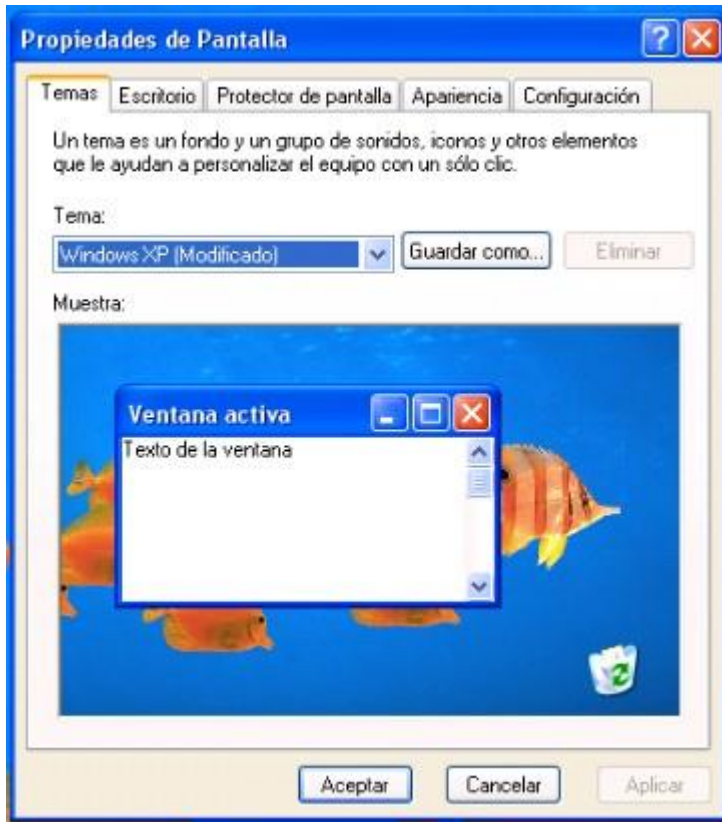 Propiedades de Pantalla
Temas Escritorio Protector de pantalla Apariencia Configuración
Un tema es un fondo y un grupo de sonidos, iconos y otros elementos
que le ayudan a personalizar el equipo con un sólo clic.
Tema:
Windows XP (Modificado) Guardar como... Eliminar
Muestra:
Ventana activa
Texto de la ventana
Aceptar Cancelar Aplicar